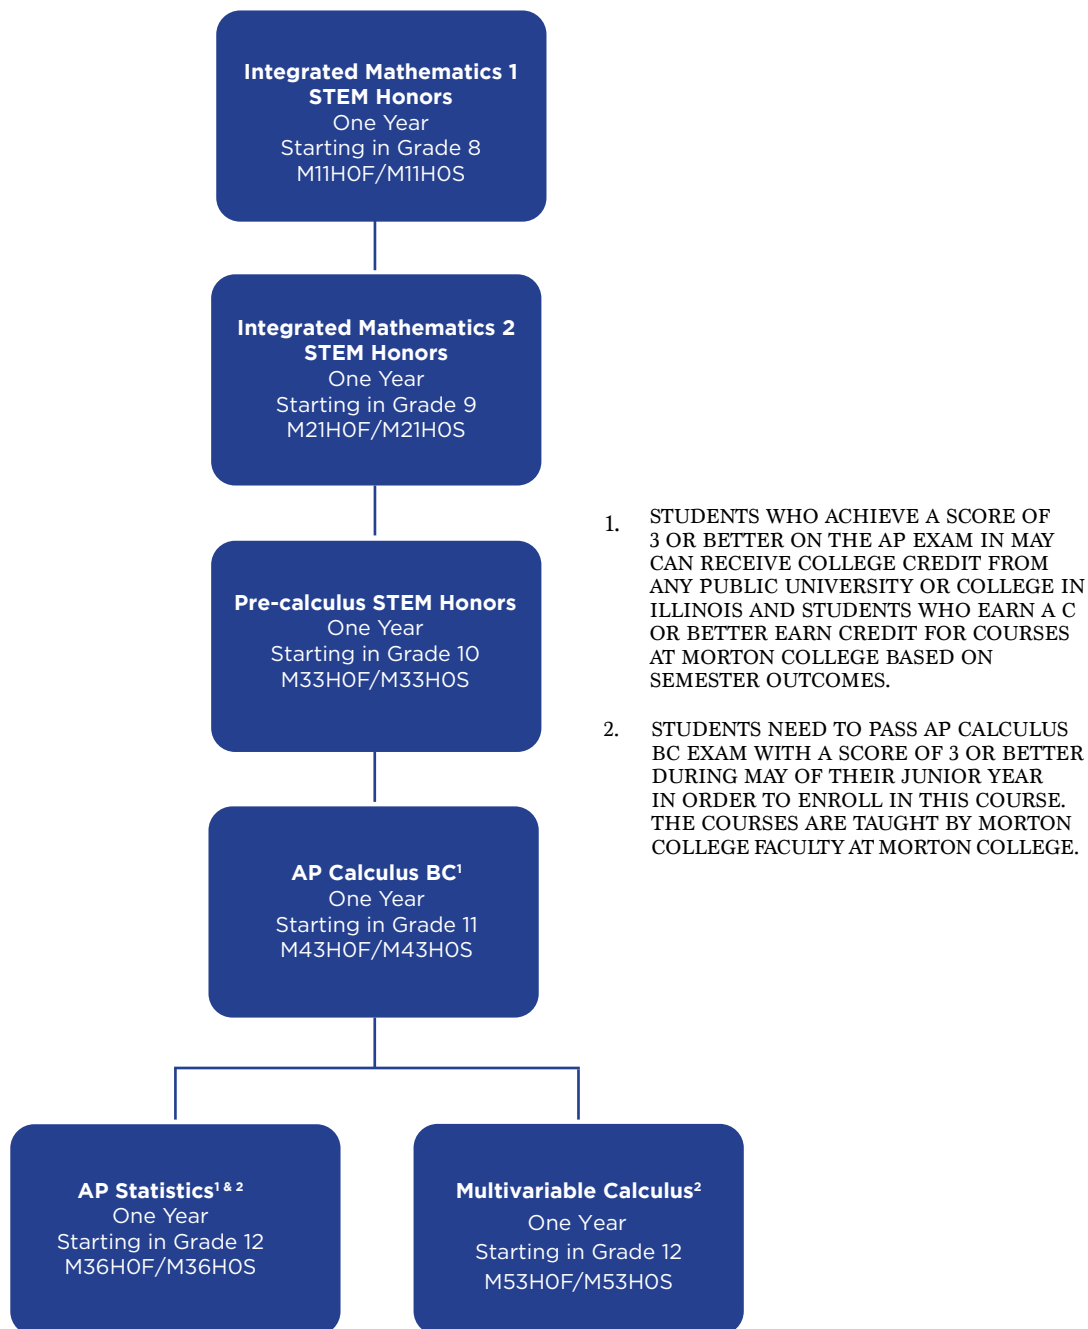 Integrated Mathematics 1
STEM Honors
One Year
Starting in Grade 8
M11H0F/M11H0S
Integrated Mathematics 2
STEM Honors
One Year
Starting in Grade 9
M21H0F/M21H0S
Pre-calculus STEM Honors
One Year
Starting in Grade 10
M33H0F/M33H0S
AP Calculus BC¹
One Year
Starting in Grade 11
M43H0F/M43H0S
AP Statistics¹ ᵃ ²
One Year
Starting in Grade 12
M36H0F/M36H0S
Multivariable Calculus²
One Year
Starting in Grade 12
M53H0F/M53H0S
1. STUDENTS WHO ACHIEVE A SCORE OF
3 OR BETTER ON THE AP EXAM IN MAY
CAN RECEIVE COLLEGE CREDIT FROM
ANY PUBLIC UNIVERSITY OR COLLEGE IN
ILLINOIS AND STUDENTS WHO EARN A C
OR BETTER EARN CREDIT FOR COURSES
AT MORTON COLLEGE BASED ON
SEMESTER OUTCOMES.
2. STUDENTS NEED TO PASS AP CALCULUS
BC EXAM WITH A SCORE OF 3 OR BETTER
DURING MAY OF THEIR JUNIOR YEAR
IN ORDER TO ENROLL IN THIS COURSE.
THE COURSES ARE TAUGHT BY MORTON
COLLEGE FACULTY AT MORTON COLLEGE.